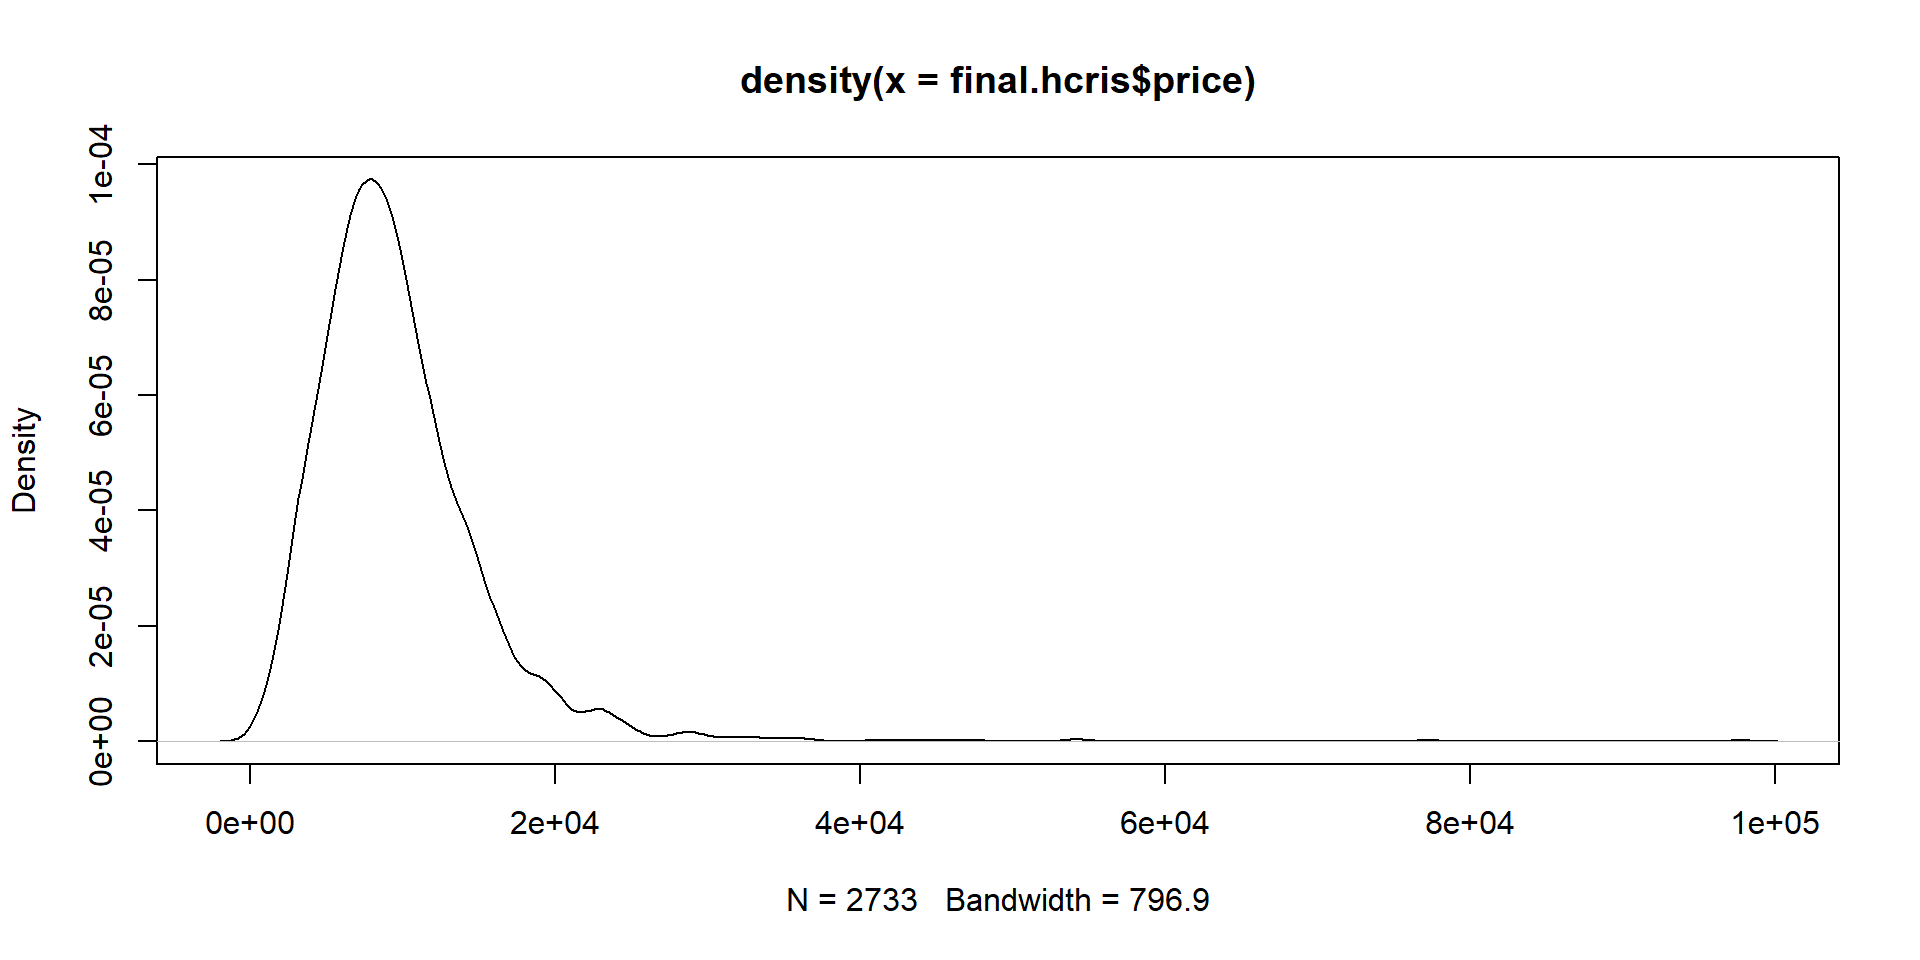 density(x = final.hcris$price)
Density
1e-04
8e-05
6e-05
4e-05
2e-05
0e+00
0e+00 2e+04 4e+04 6e+04 8e+04 1e+05
N = 2733 Bandwidth = 796.9